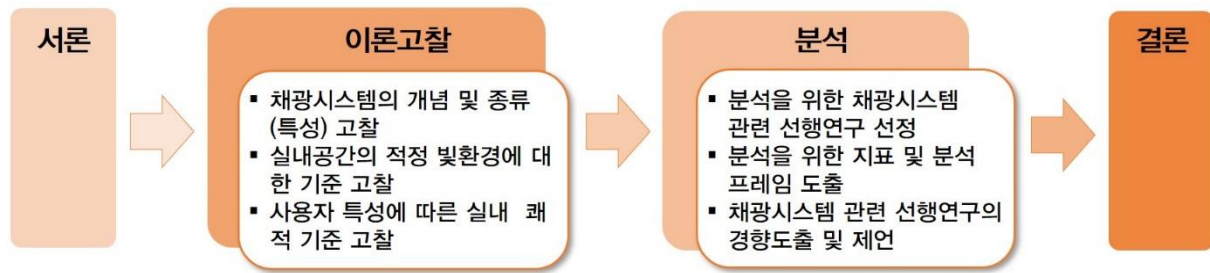 서론
이론고찰
▪ 채광시스템의 개념 및 종류
(특성) 고찰
▪ 실내공간의 적정 빛환경에 대
한 기준 고찰
▪ 사용자 특성에 따른 실내 쾌
적 기준 고찰
분석
▪ 분석을 위한 채광시스템
관련 선행연구 선정
▪ 분석을 위한 지표 및 분석
프레임 도출
▪ 채광시스템 관련 선행연구의
경향도출 및 제언
결론